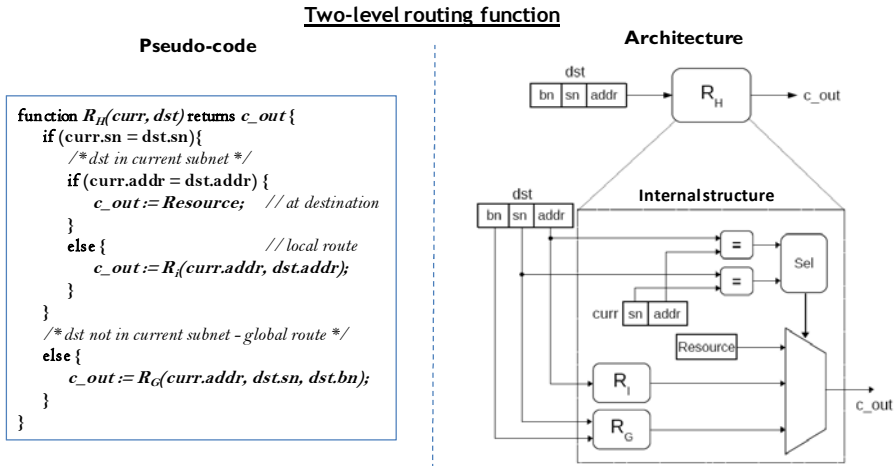 Two-level routing function
Pseudo-code
function R_H(curr, dst) returns c_out {
if (curr.sn = dst.sn){
/* dst in current subnet */
if (curr.addr = dst.addr) {
c_out := Resource; // at destination
}
else { // local route
c_out := R_i(curr.addr, dst.addr);
}
}
/* dst not in current subnet - global route */
else {
c_out := R_G(curr.addr, dst.sn, dst.bn);
}
}
Architecture
dst
bn sn addr
R_H
c_out
Internal structure
dst
bn sn addr
=
=
Sel
curr sn addr
Resource
R_I
R_G
c_out